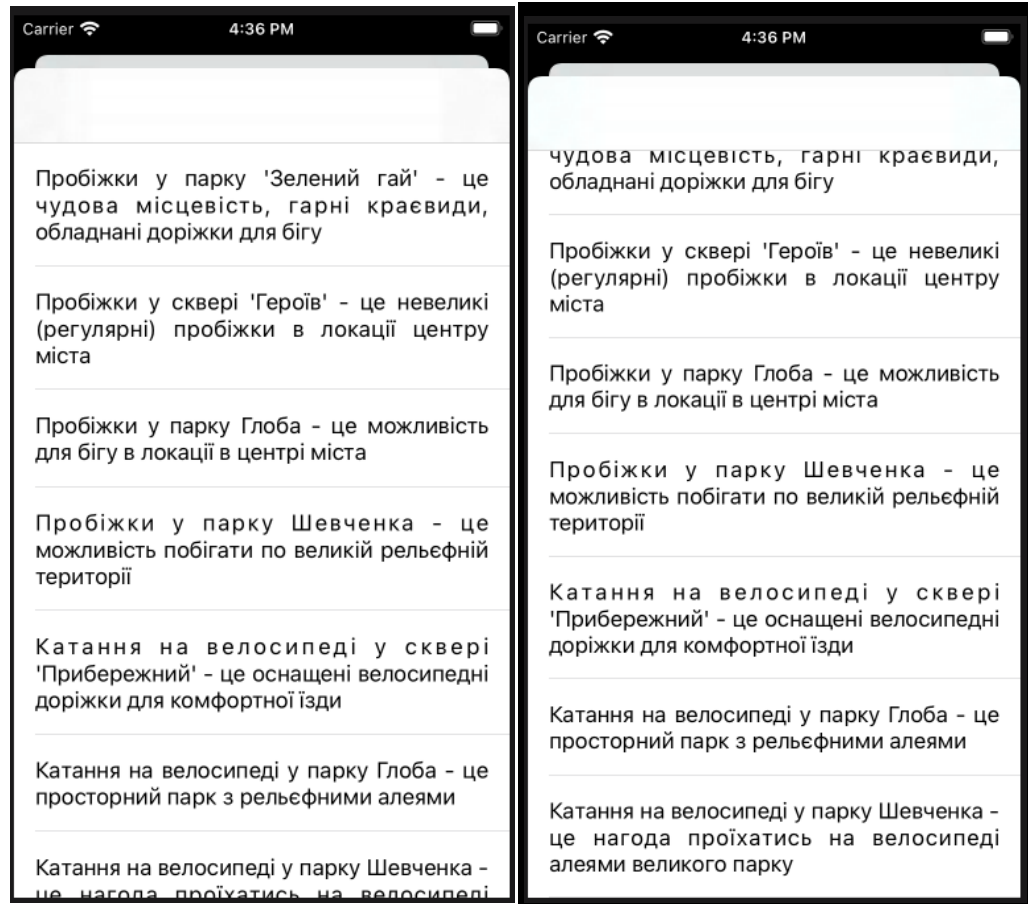 Carrier 4:36 PM
Пробіжки у парку 'Зелений гай' - це
чудова місцевість, гарні краєвиди,
обладнані доріжки для бігу
Пробіжки у сквері 'Героїв' - це невеликі
(регулярні) пробіжки в локації центру
міста
Пробіжки у парку Глоба - це можливість
для бігу в локації в центрі міста
Пробіжки у парку Шевченка - це
можливість побігати по великій рельєфній
території
Катання на велосипеді у сквері
'Прибережний' - це оснащені велосипедні
доріжки для комфортної їзди
Катання на велосипеді у парку Глоба - це
просторний парк з рельєфними алеями
Катання на велосипеді у парку Шевченка -
це нагода проїхатись на велосипеді
Carrier 4:36 PM
чудова місцевість, гарні краєвиди,
обладнані доріжки для бігу
Пробіжки у сквері 'Героїв' - це невеликі
(регулярні) пробіжки в локації центру
міста
Пробіжки у парку Глоба - це можливість
для бігу в локації в центрі міста
Пробіжки у парку Шевченка - це
можливість побігати по великій рельєфній
території
Катання на велосипеді у сквері
'Прибережний' - це оснащені велосипедні
доріжки для комфортної їзди
Катання на велосипеді у парку Глоба - це
просторний парк з рельєфними алеями
Катання на велосипеді у парку Шевченка -
це нагода проїхатись на велосипеді
алеями великого парку